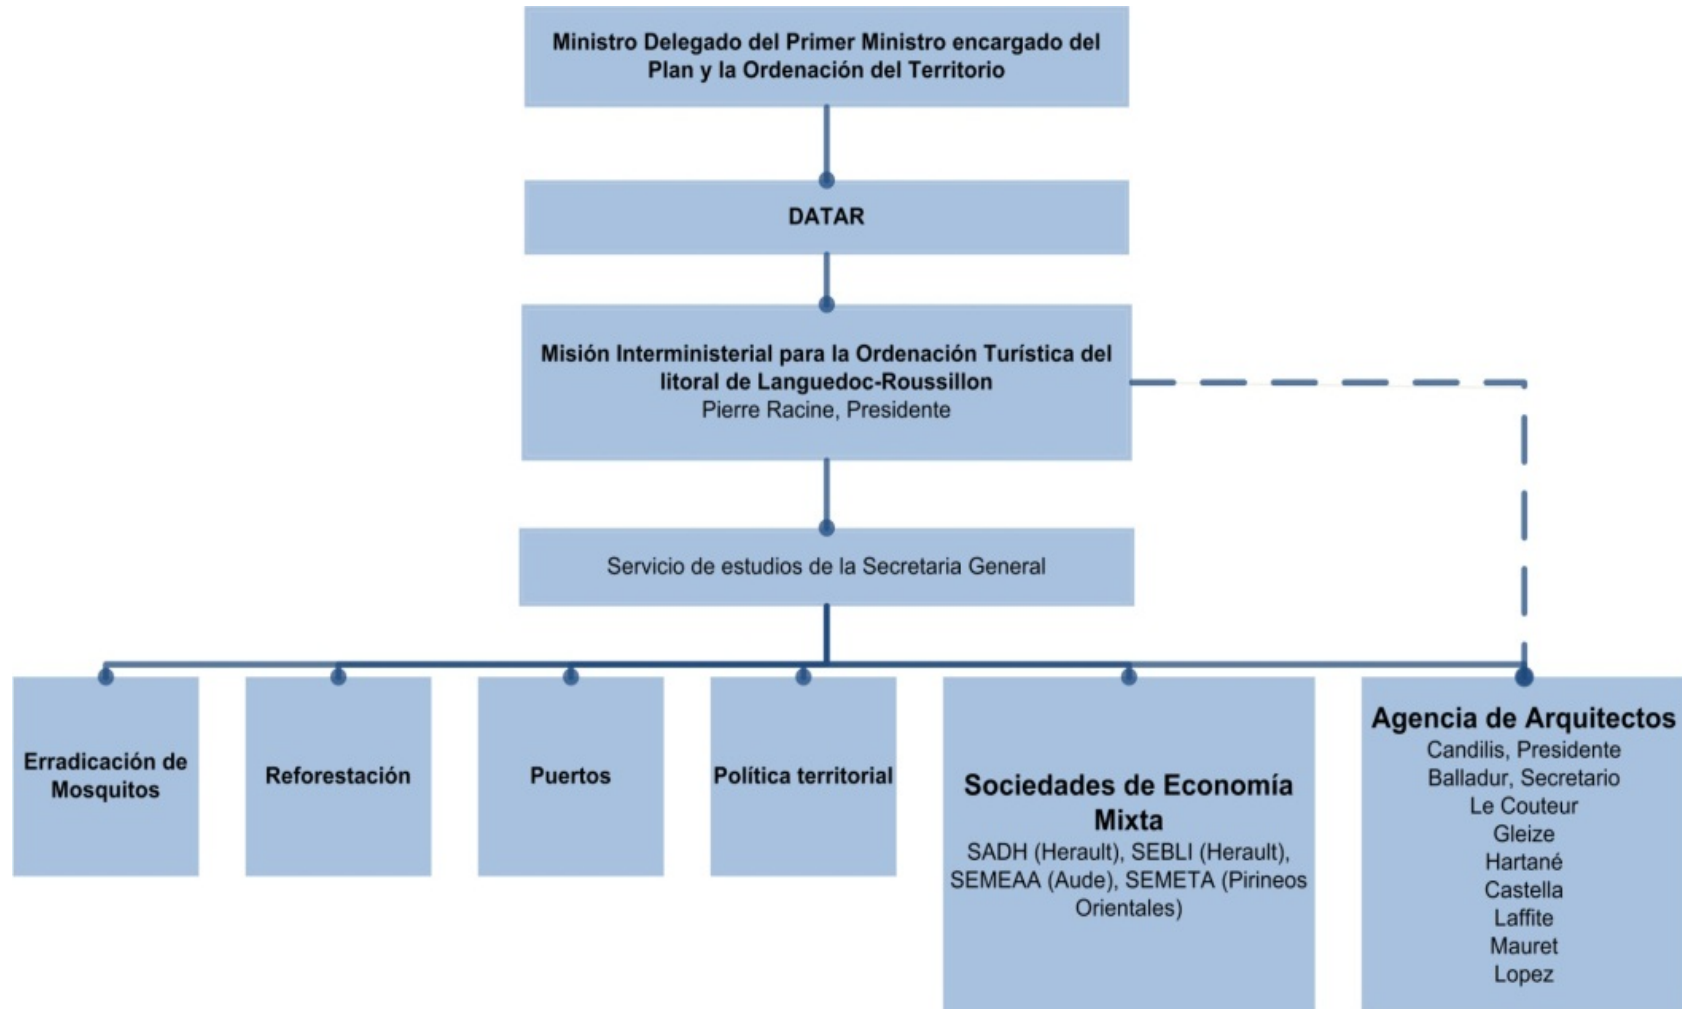 Ministro Delegado del Primer Ministro encargado del
Plan y la Ordenación del Territorio
DATAR
Misión Interministerial para la Ordenación Turística del
litoral de Languedoc-Roussillon
Pierre Racine, Presidente
Servicio de estudios de la Secretaria General
Erradicación de
Mosquitos
Reforestación
Puertos
Política territorial
Sociedades de Economía
Mixta
SADH (Herault), SEBLI (Herault),
SEMEAA (Aude), SEMETA (Pirineos
Orientales)
Agencia de Arquitectos
Candilis, Presidente
Balladur, Secretario
Le Couteur
Gleize
Hartané
Castella
Laffite
Mauret
Lopez